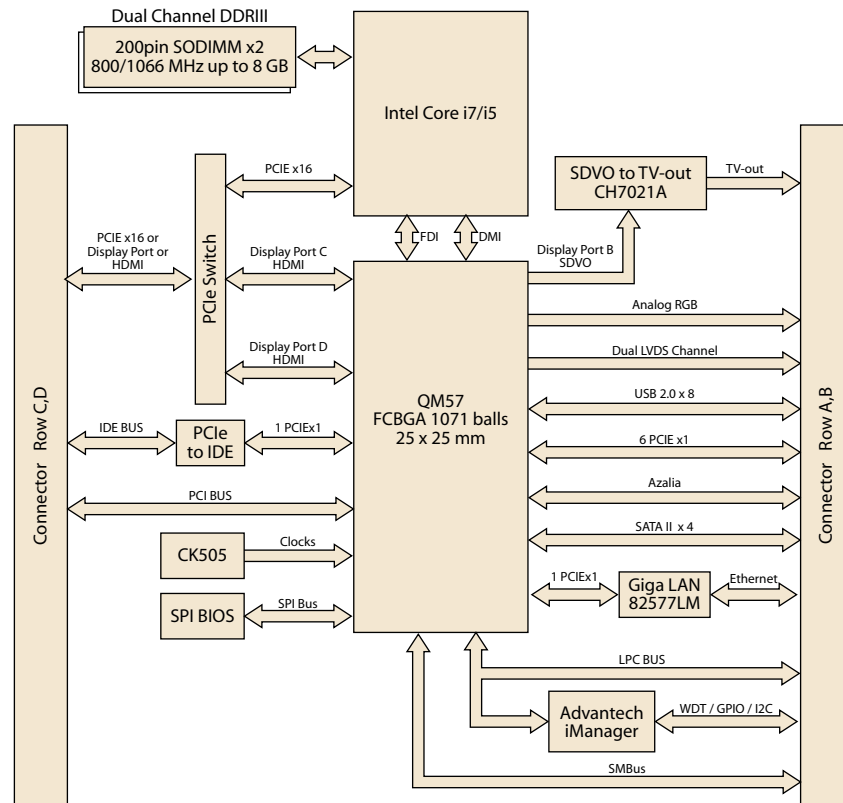 Dual Channel DDRIII
200pin SODIMM x2
800/1066 MHz up to 8 GB
Intel Core i7/i5
PCIE x16
SDVO to TV-out
CH7021A
TV-out
FDI
DMI
PCIE x16 or
Display Port or
HDMI
PCIe Switch
Display Port C
HDMI
Display Port B
SDVO
Analog RGB
Display Port D
HDMI
Dual LVDS Channel
QM57
FCBGA 1071 balls
25 x 25 mm
USB 2.0 x 8
Connector Row C,D
IDE BUS
PCIe
to IDE
1 PCIEx1
6 PCIE x1
Connector Row A,B
Azalia
PCI BUS
SATA II x 4
CK505
Clocks
1 PCIEx1
Giga LAN
82577LM
Ethernet
SPI BIOS
SPI Bus
LPC BUS
Advantech
iManager
WDT / GPIO / I2C
SMBus